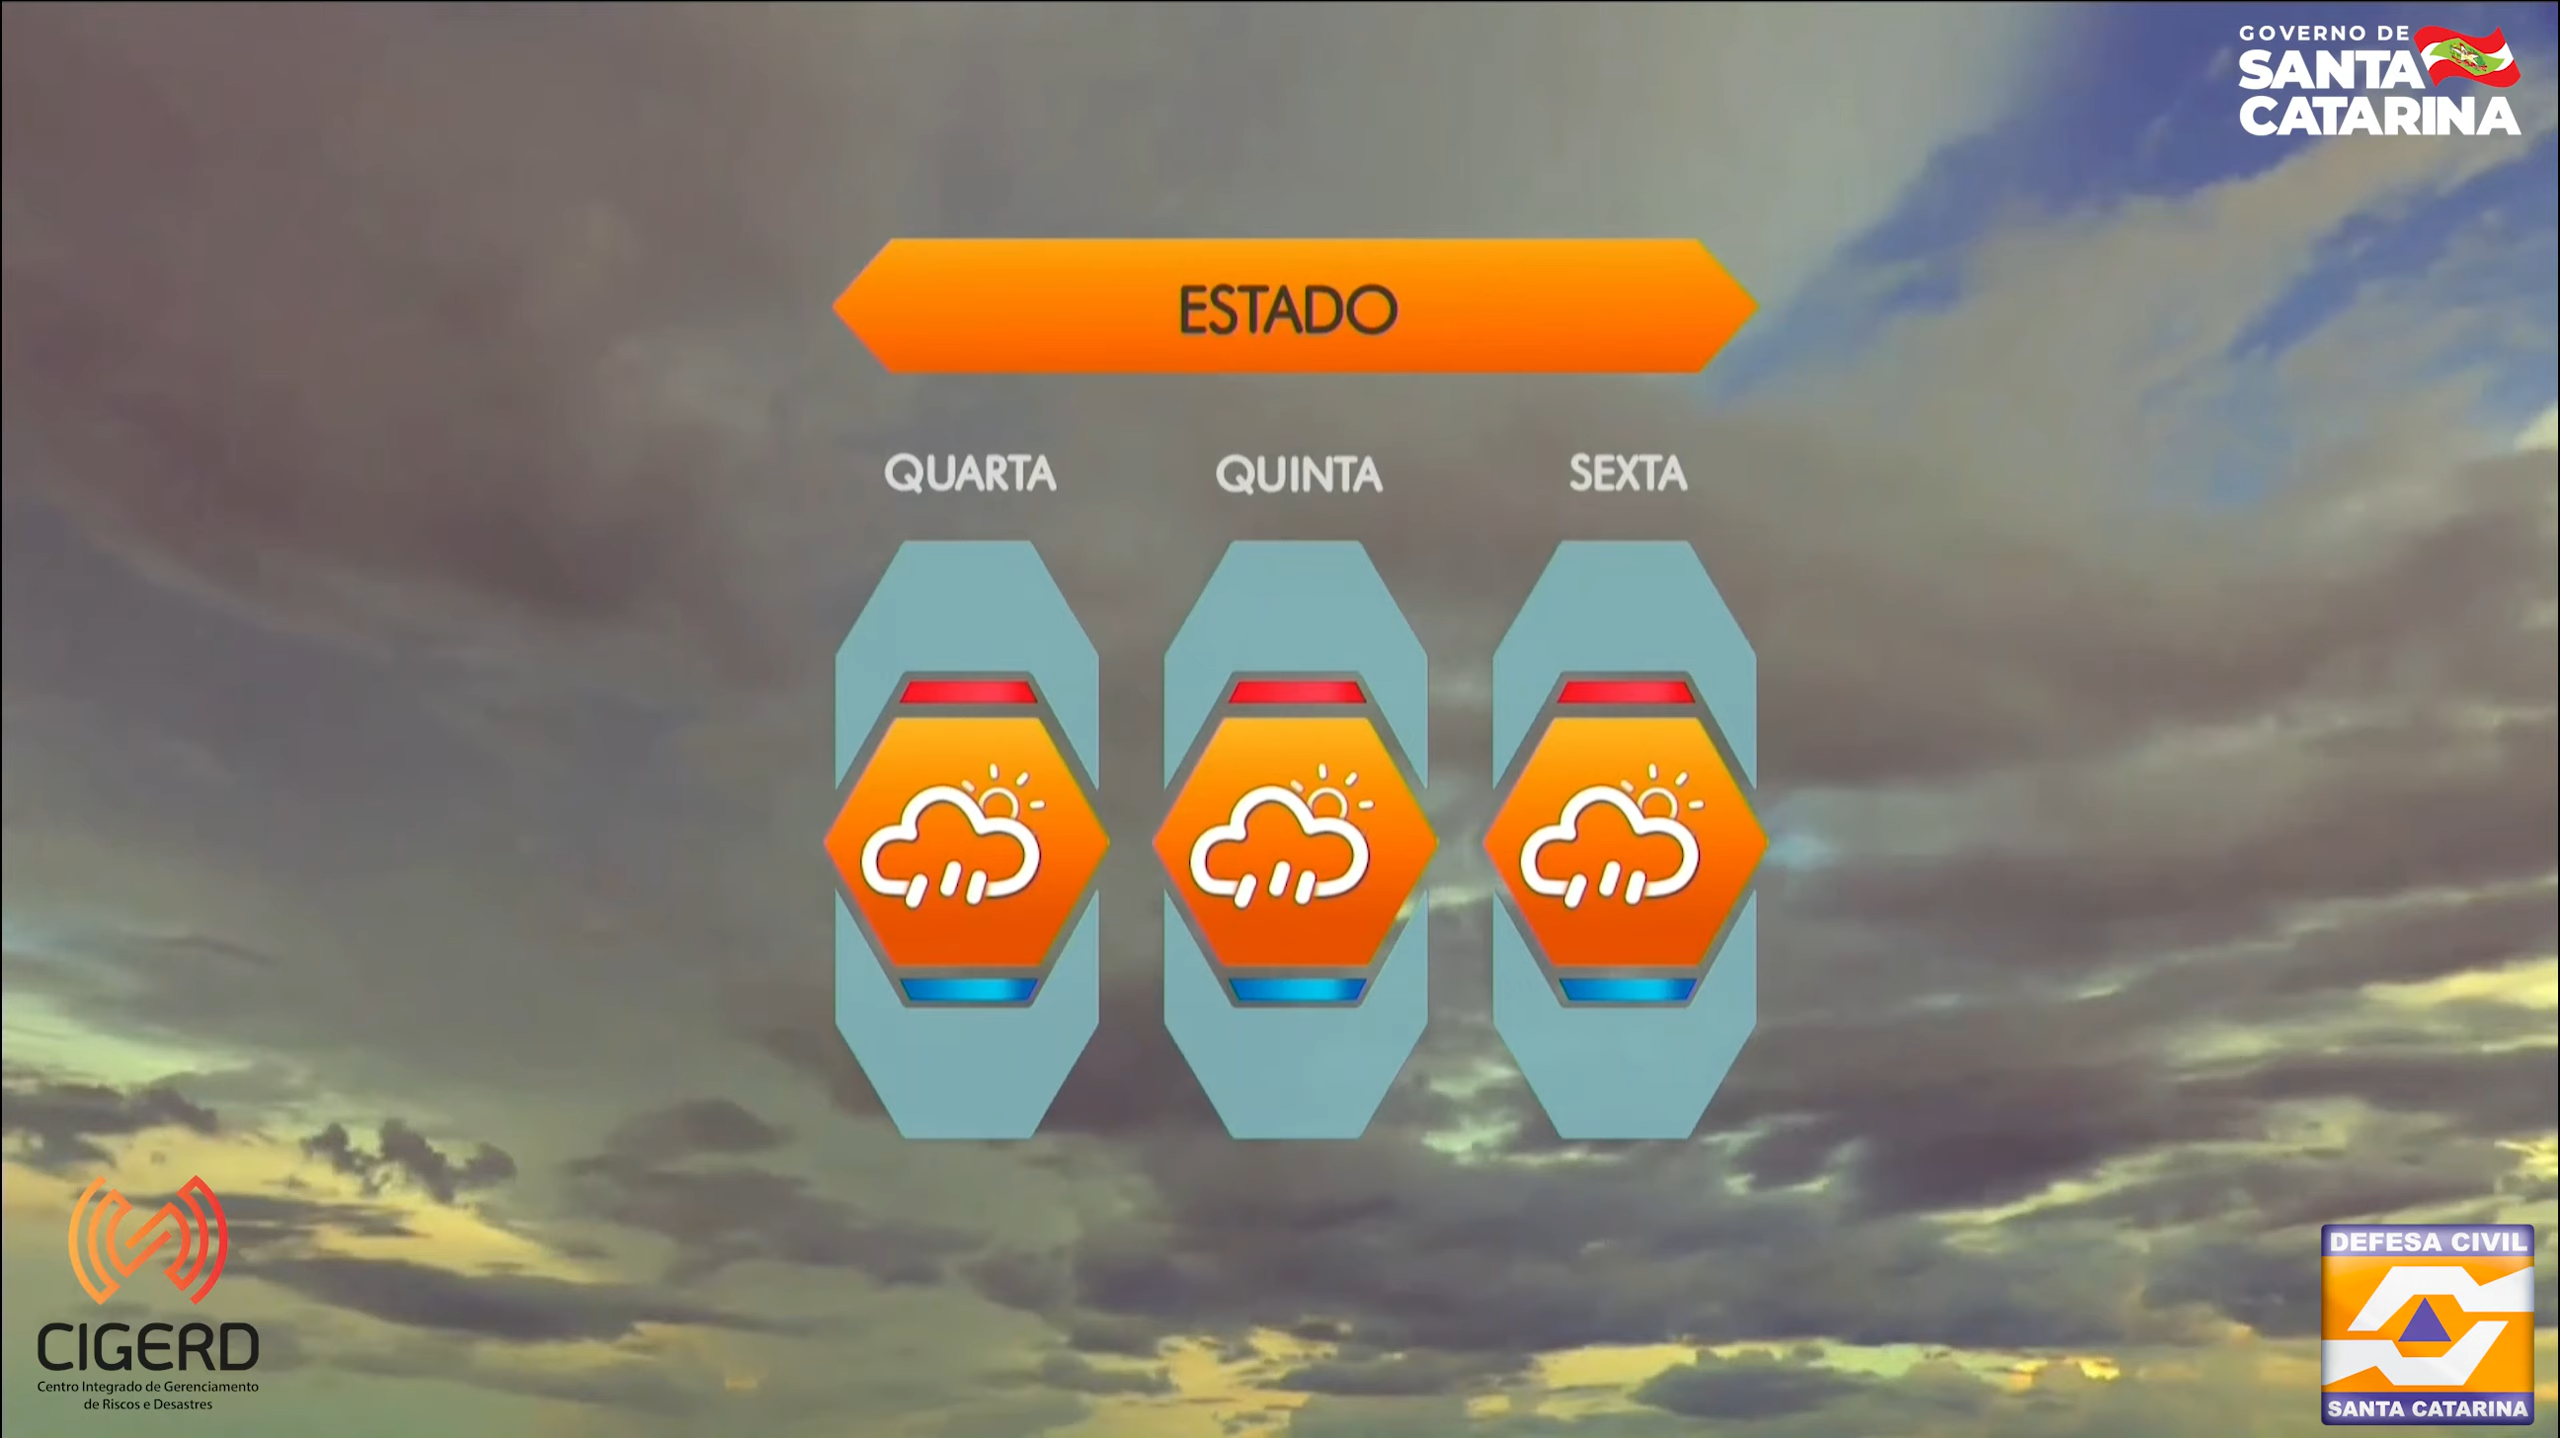 GOVERNO DE
SANTA
CATARINA
ESTADO
QUARTA
QUINTA
SEXTA
CIGERD
Centro Integrado de Gerenciamento
de Riscos e Desastres
DEFESA CIVIL
SANTA CATARINA